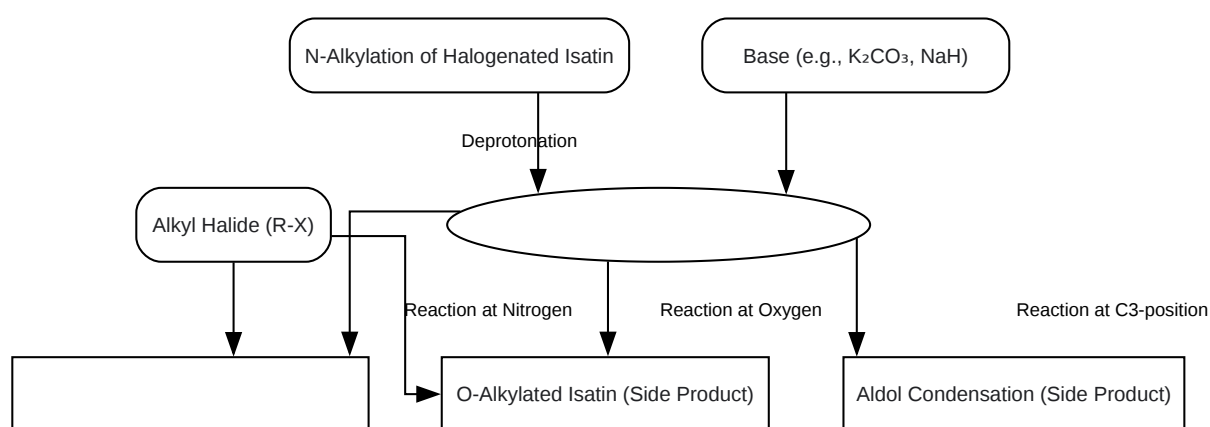 N-Alkylation of Halogenated Isatin
Base (e.g., K₂CO₃, NaH)
Deprotonation
Alkyl Halide (R-X)
Reaction at Nitrogen
Reaction at Oxygen
Reaction at C3-position
O-Alkylated Isatin (Side Product)
Aldol Condensation (Side Product)